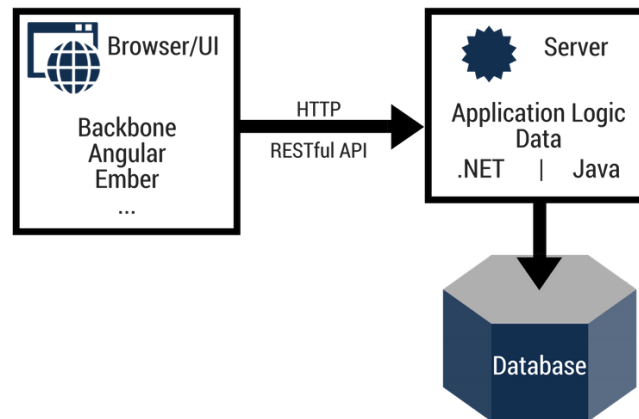 Browser/UI
Backbone
Angular
Ember
...
HTTP
RESTful API
Server
Application Logic
Data
.NET | Java
Database